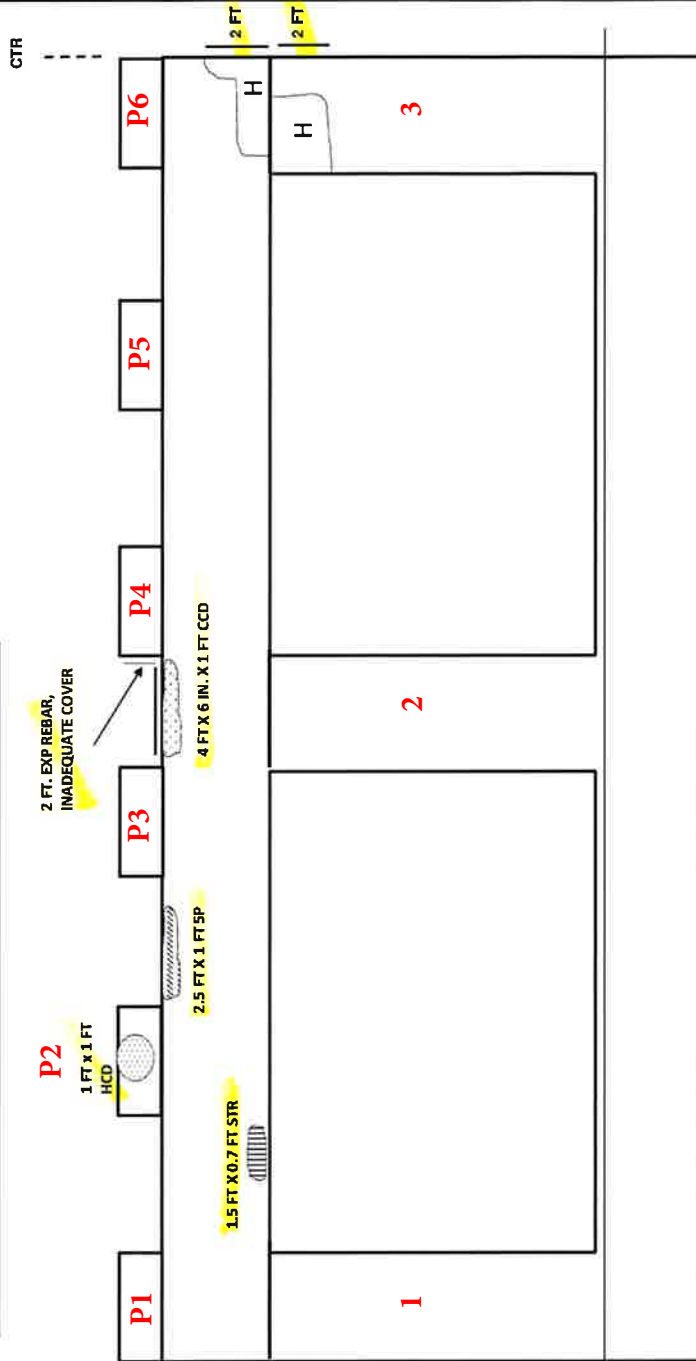 CTR
P1
P2
P3
P4
P5
P6
1 FT x 1 FT
HCD
2 FT. EXP REBAR,
INADEQUATE COVER
2 FT
2 FT
1.5 FT X 0.7 FT STR
2.5 FT X 1 FT SP
4 FT X 6 IN. X 1 FT CCD
H
H
1
2
3